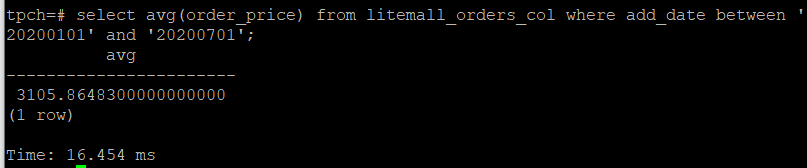 tpch=# select avg(order_price) from litemall_orders_col where add_date between '
20200101' and '20200701';
avg
-----------------------
3105.8648300000000000
(1 row)
Time: 16.454 ms